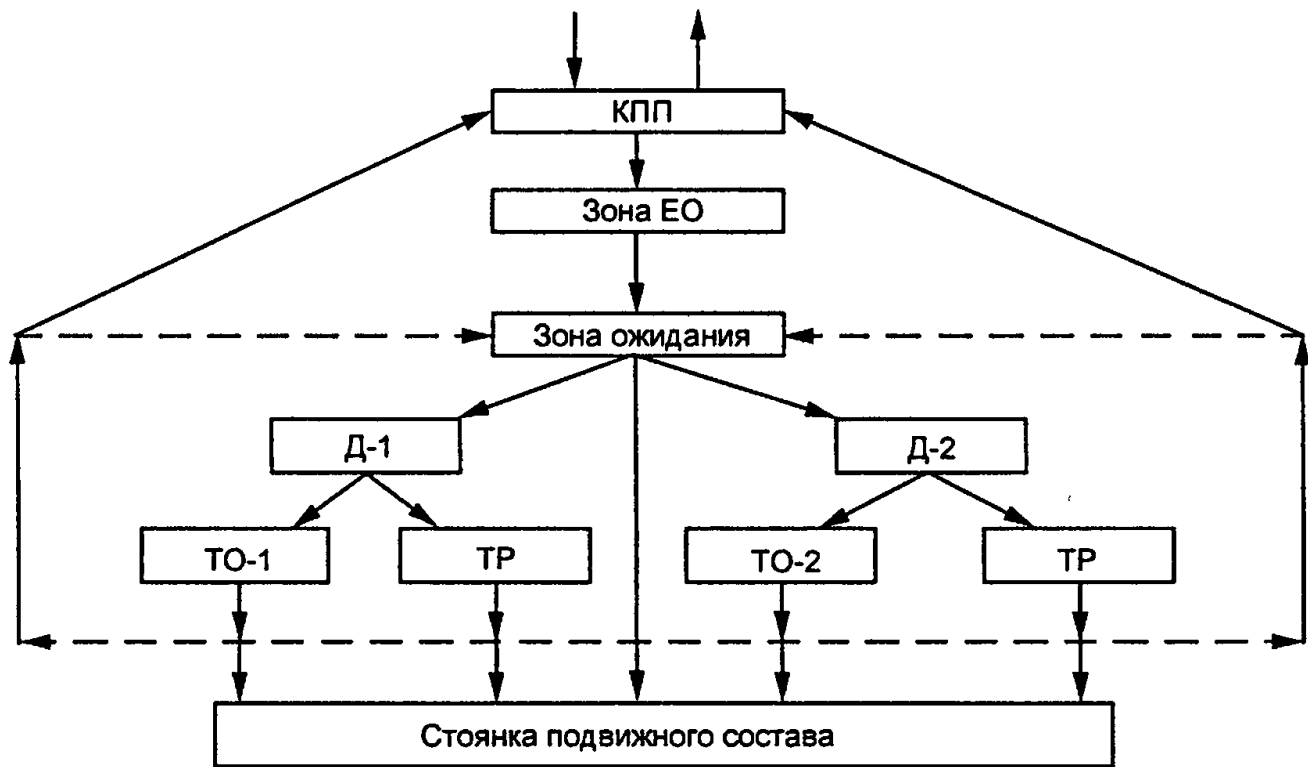 КПП
Зона ЕО
Зона ожидания
Д-1
Д-2
ТО-1
ТР
ТО-2
ТР
Стоянка подвижного состава